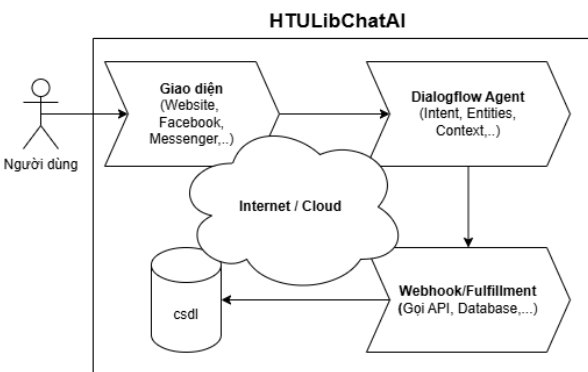 HTULibChatAI
Giao diện
(Website,
Facebook,
Messenger,..)
Dialogflow Agent
(Intent, Entities,
Context,..)
Người dùng
Internet / Cloud
Webhook/Fulfillment
(Gọi API, Database,...)
csdl